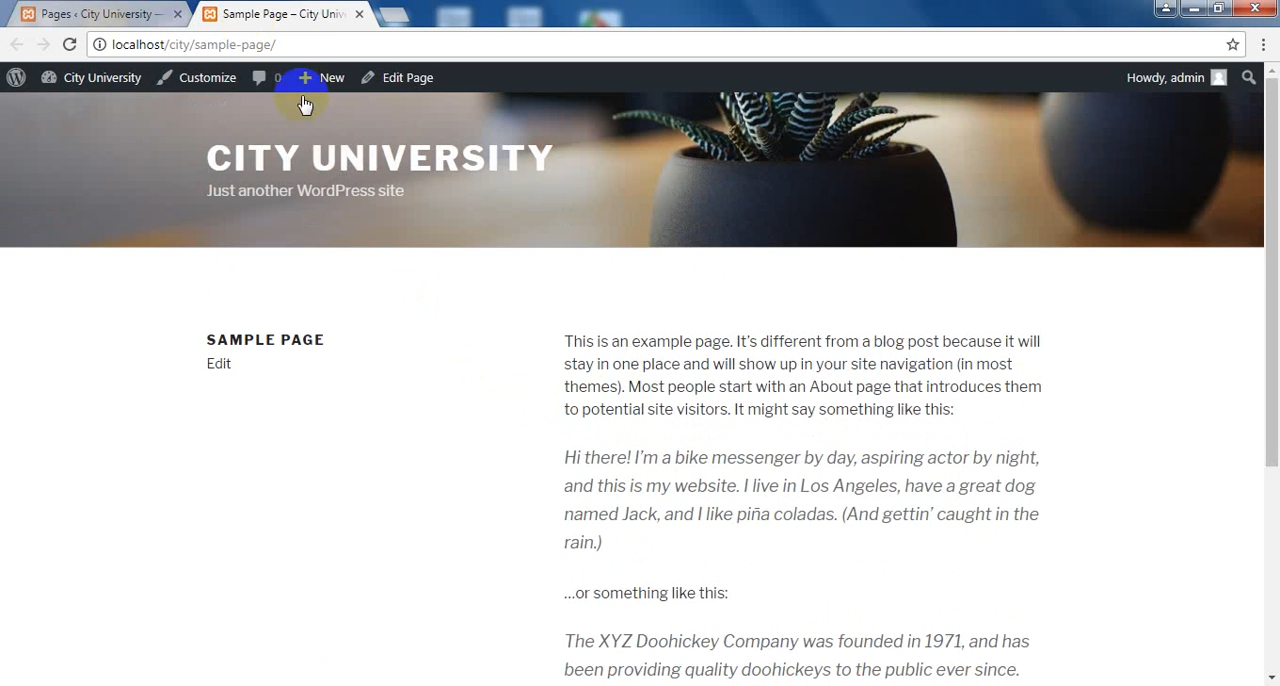 Pages ‹ City University —
Sample Page – City Univ
localhost/city/sample-page/
City University
Customize
0
New
Edit Page
Howdy, admin
CITY UNIVERSITY
Just another WordPress site
SAMPLE PAGE
Edit
This is an example page. It's different from a blog post because it will
stay in one place and will show up in your site navigation (in most
themes). Most people start with an About page that introduces them
to potential site visitors. It might say something like this:
Hi there! I'm a bike messenger by day, aspiring actor by night,
and this is my website. I live in Los Angeles, have a great dog
named Jack, and I like piña coladas. (And gettin' caught in the
rain.)
…or something like this:
The XYZ Doohickey Company was founded in 1971, and has
been providing quality doohickeys to the public ever since.